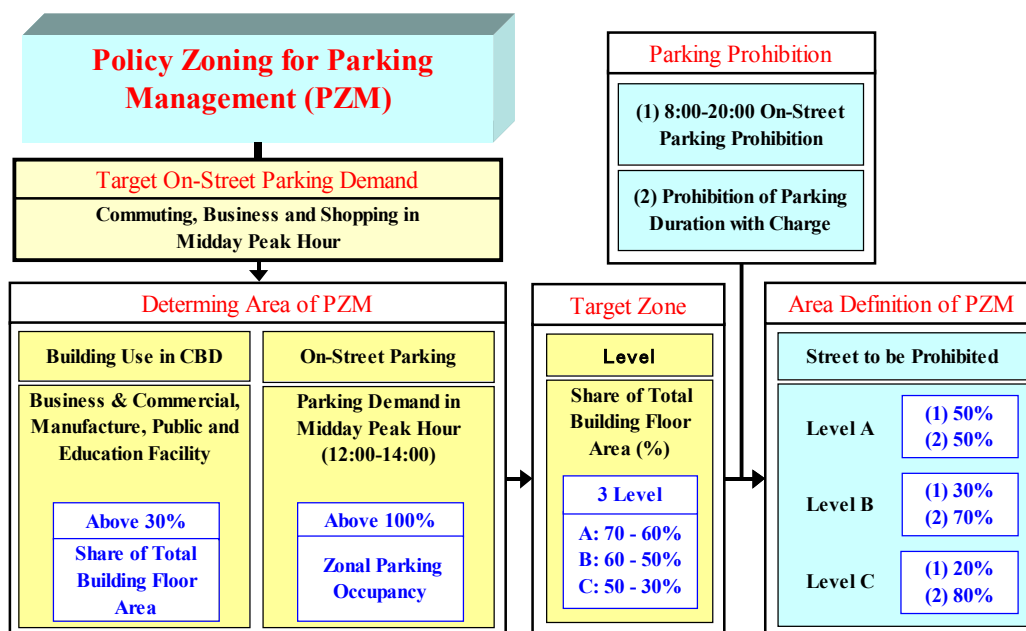 Policy Zoning for Parking
Management (PZM)
Target On-Street Parking Demand
Commuting, Business and Shopping in
Midday Peak Hour
Parking Prohibition
(1) 8:00-20:00 On-Street
Parking Prohibition
(2) Prohibition of Parking
Duration with Charge
Determing Area of PZM
Building Use in CBD
Business & Commercial,
Manufacture, Public and
Education Facility
Above 30%
Share of Total
Building Floor
Area
On-Street Parking
Parking Demand in
Midday Peak Hour
(12:00-14:00)
Above 100%
Zonal Parking
Occupancy
Target Zone
Level
Share of Total
Building Floor
Area (%)
3 Level
A: 70 - 60%
B: 60 - 50%
C: 50 - 30%
Area Definition of PZM
Street to be Prohibited
Level A
(1) 50%
(2) 50%
Level B
(1) 30%
(2) 70%
Level C
(1) 20%
(2) 80%